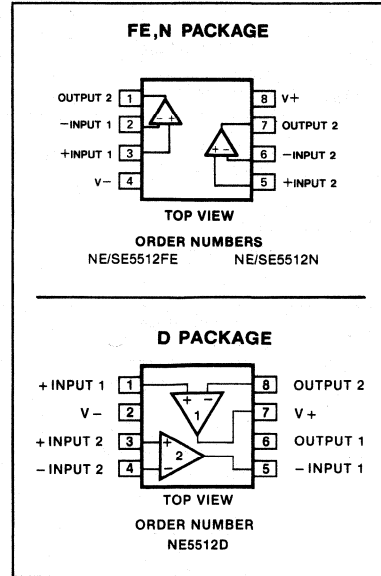 FE,N PACKAGE
OUTPUT 2 1 8 V+
−INPUT 1 2 − + 7 OUTPUT 2
+INPUT 1 3 + − 6 −INPUT 2
V− 4 5 +INPUT 2
TOP VIEW
ORDER NUMBERS
NE/SE5512FE NE/SE5512N
D PACKAGE
+ INPUT 1 1 + − 8 OUTPUT 2
V − 2 1 7 V +
+ INPUT 2 3 + 2 6 OUTPUT 1
− INPUT 2 4 − 5 − INPUT 1
TOP VIEW
ORDER NUMBER
NE5512D